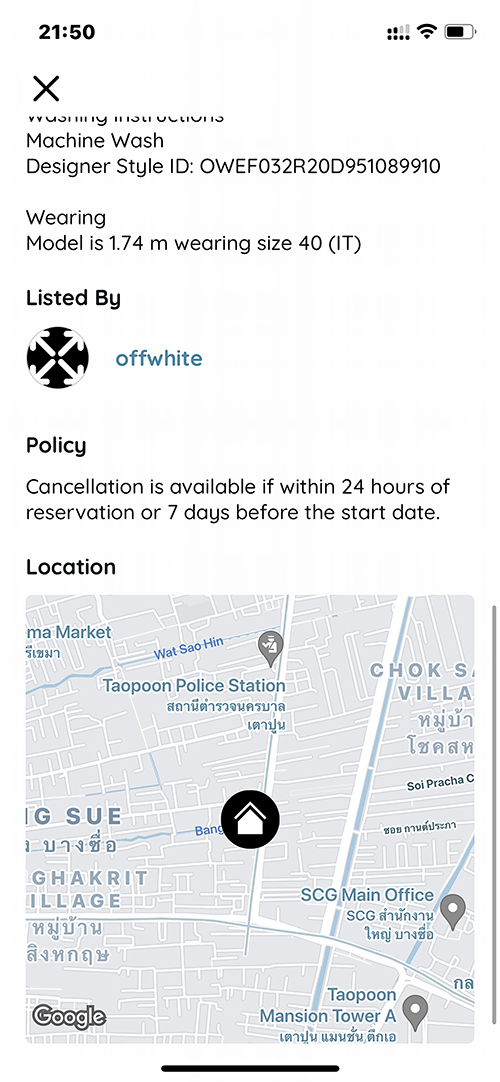 21:50
Washing Instructions
Machine Wash
Designer Style ID: OWEF032R20D951089910
Wearing
Model is 1.74 m wearing size 40 (IT)
Listed By
offwhite
Policy
Cancellation is available if within 24 hours of
reservation or 7 days before the start date.
Location
ma Market
รีเขมา
Wat Sao Hin
Taopoon Police Station
สถานีตำรวจนครบาล
เตาปูน
CHOK SA
VILLA
หมู่บ้า
โชคสห
Soi Pracha C
ซอย กานต์ประภา
G SUE
บางซื่อ
Bang
GHAKRIT
ILLAGE
หมู่บ้าน
สิงหกฤษ
SCG Main Office
SCG สำนักงาน
ใหญ่ บางซื่อ
กล
Taopoon
Mansion Tower A
เตาปูน แมนชั่น ตึกเอ
Google